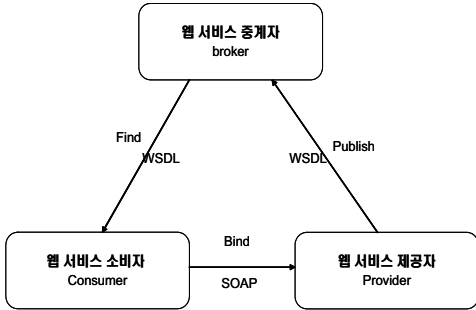 웹 서비스 중계자
broker
Find
WSDL
WSDL
Publish
웹 서비스 소비자
Consumer
Bind
SOAP
웹 서비스 제공자
Provider